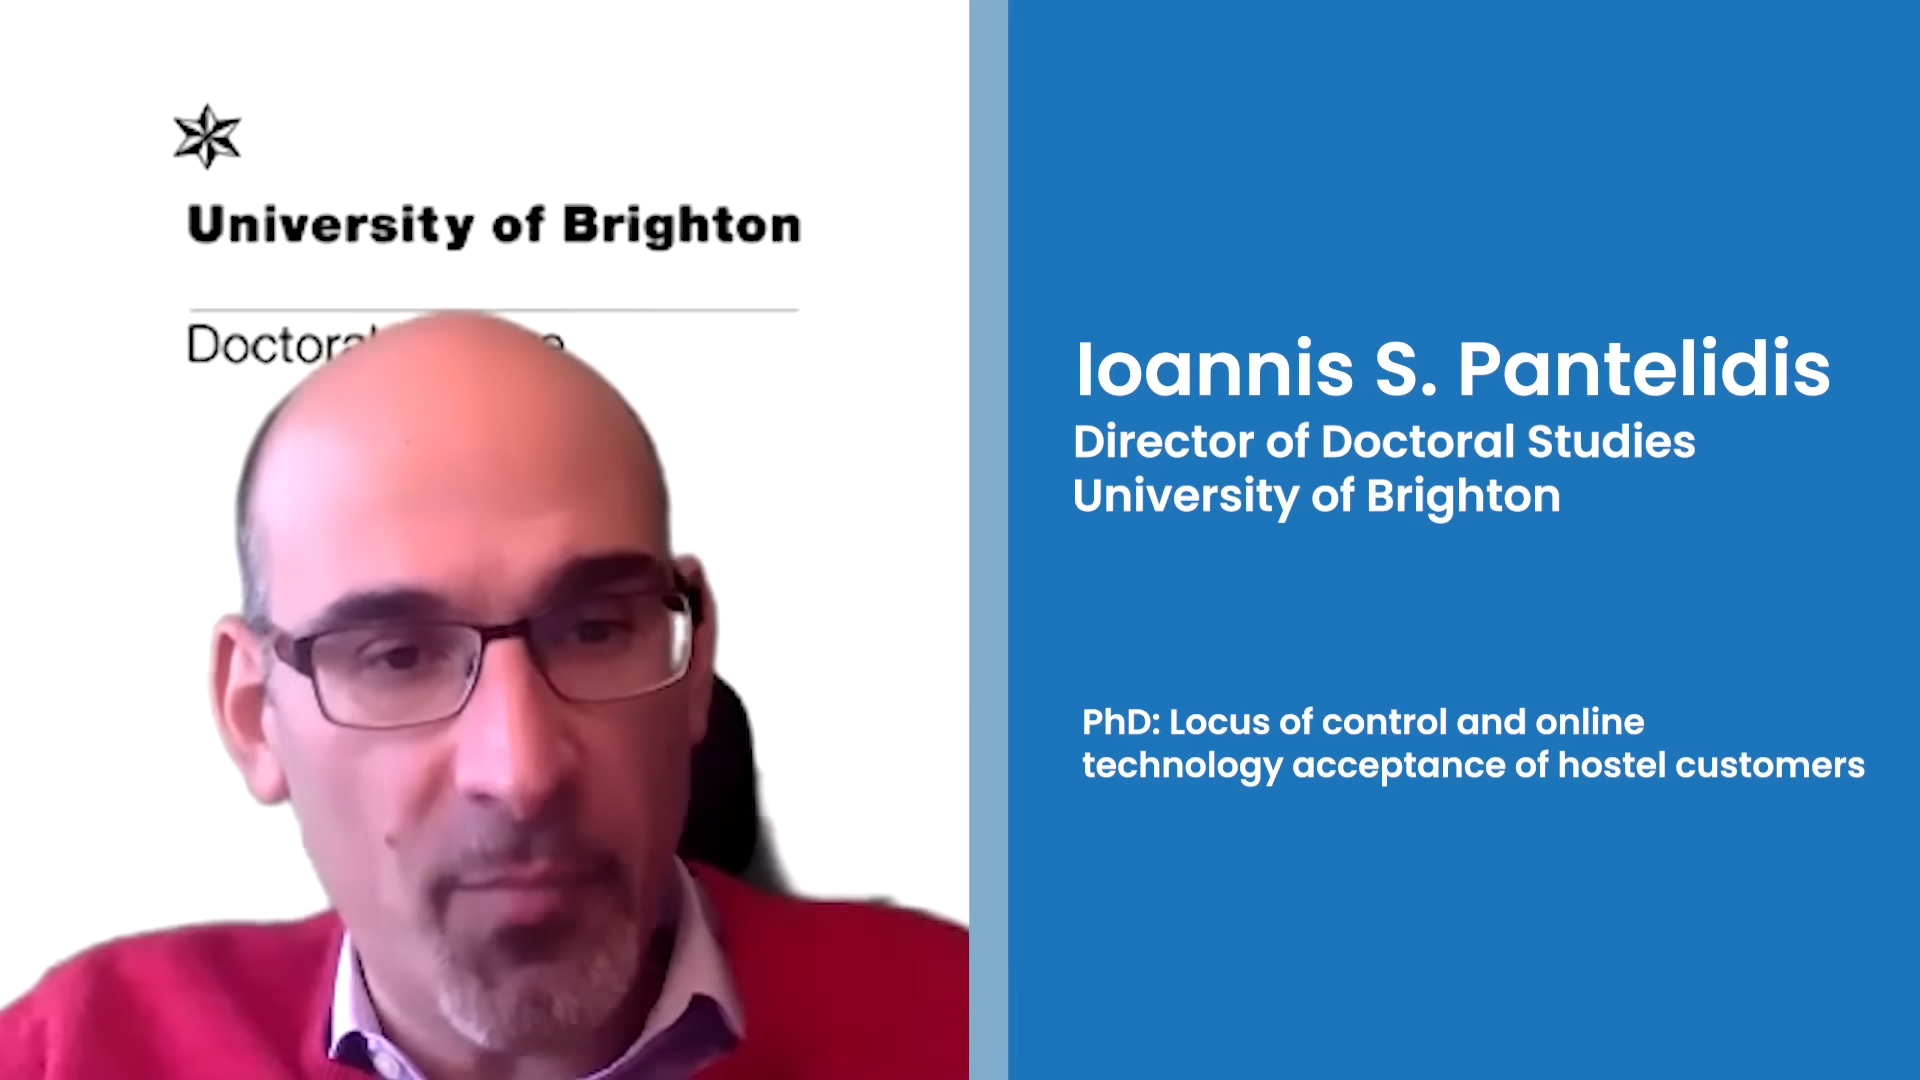 University of Brighton
Doctoral
Ioannis S. Pantelidis
Director of Doctoral Studies
University of Brighton
PhD: Locus of control and online
technology acceptance of hostel customers